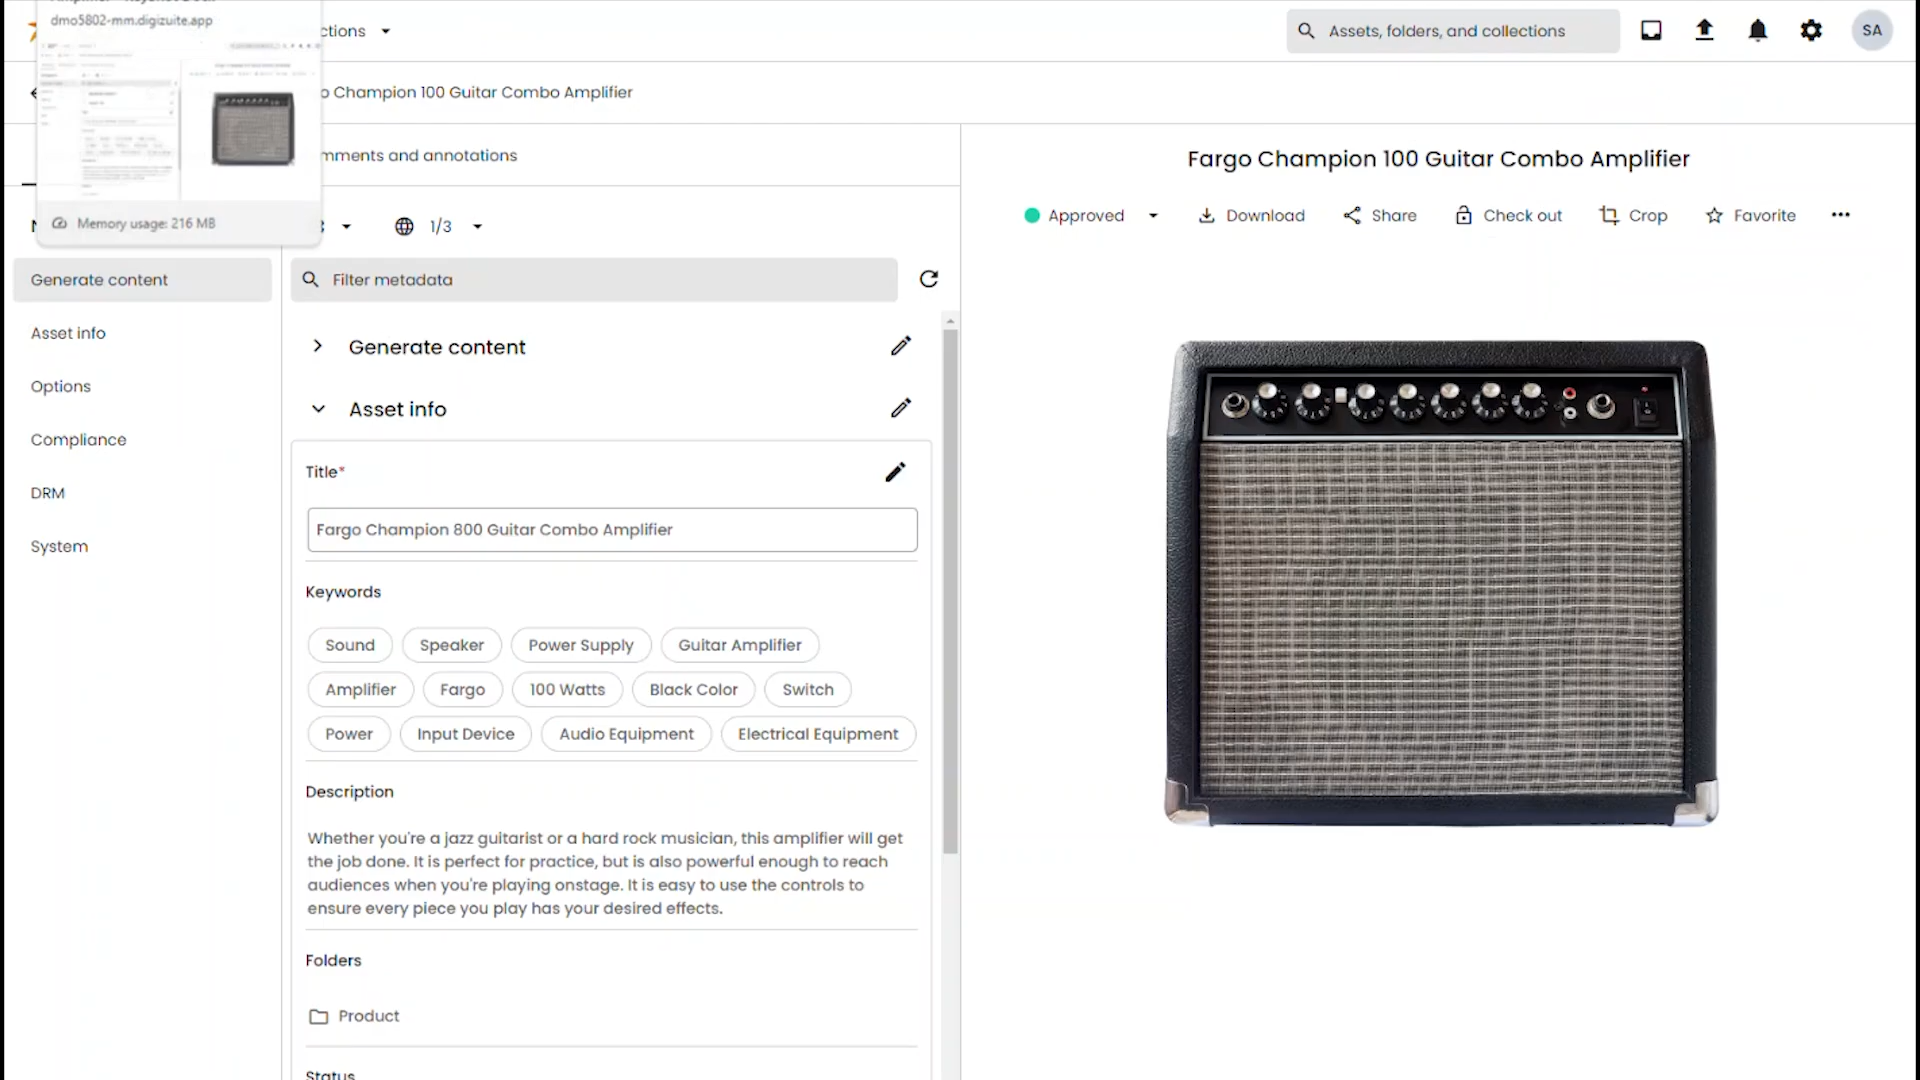 dmo5802-mm.digizuite.app
ctions
Assets, folders, and collections
SA
o Champion 100 Guitar Combo Amplifier
mments and annotations
Memory usage: 216 MB
1/3
Generate content
Asset info
Options
Compliance
DRM
System
Filter metadata
Generate content
Asset info
Title*
Fargo Champion 800 Guitar Combo Amplifier
Keywords
Sound Speaker Power Supply Guitar Amplifier
Amplifier Fargo 100 Watts Black Color Switch
Power Input Device Audio Equipment Electrical Equipment
Description
Whether you're a jazz guitarist or a hard rock musician, this amplifier will get
the job done. It is perfect for practice, but is also powerful enough to reach
audiences when you're playing onstage. It is easy to use the controls to
ensure every piece you play has your desired effects.
Folders
Product
Status
Fargo Champion 100 Guitar Combo Amplifier
Approved Download Share Check out Crop Favorite